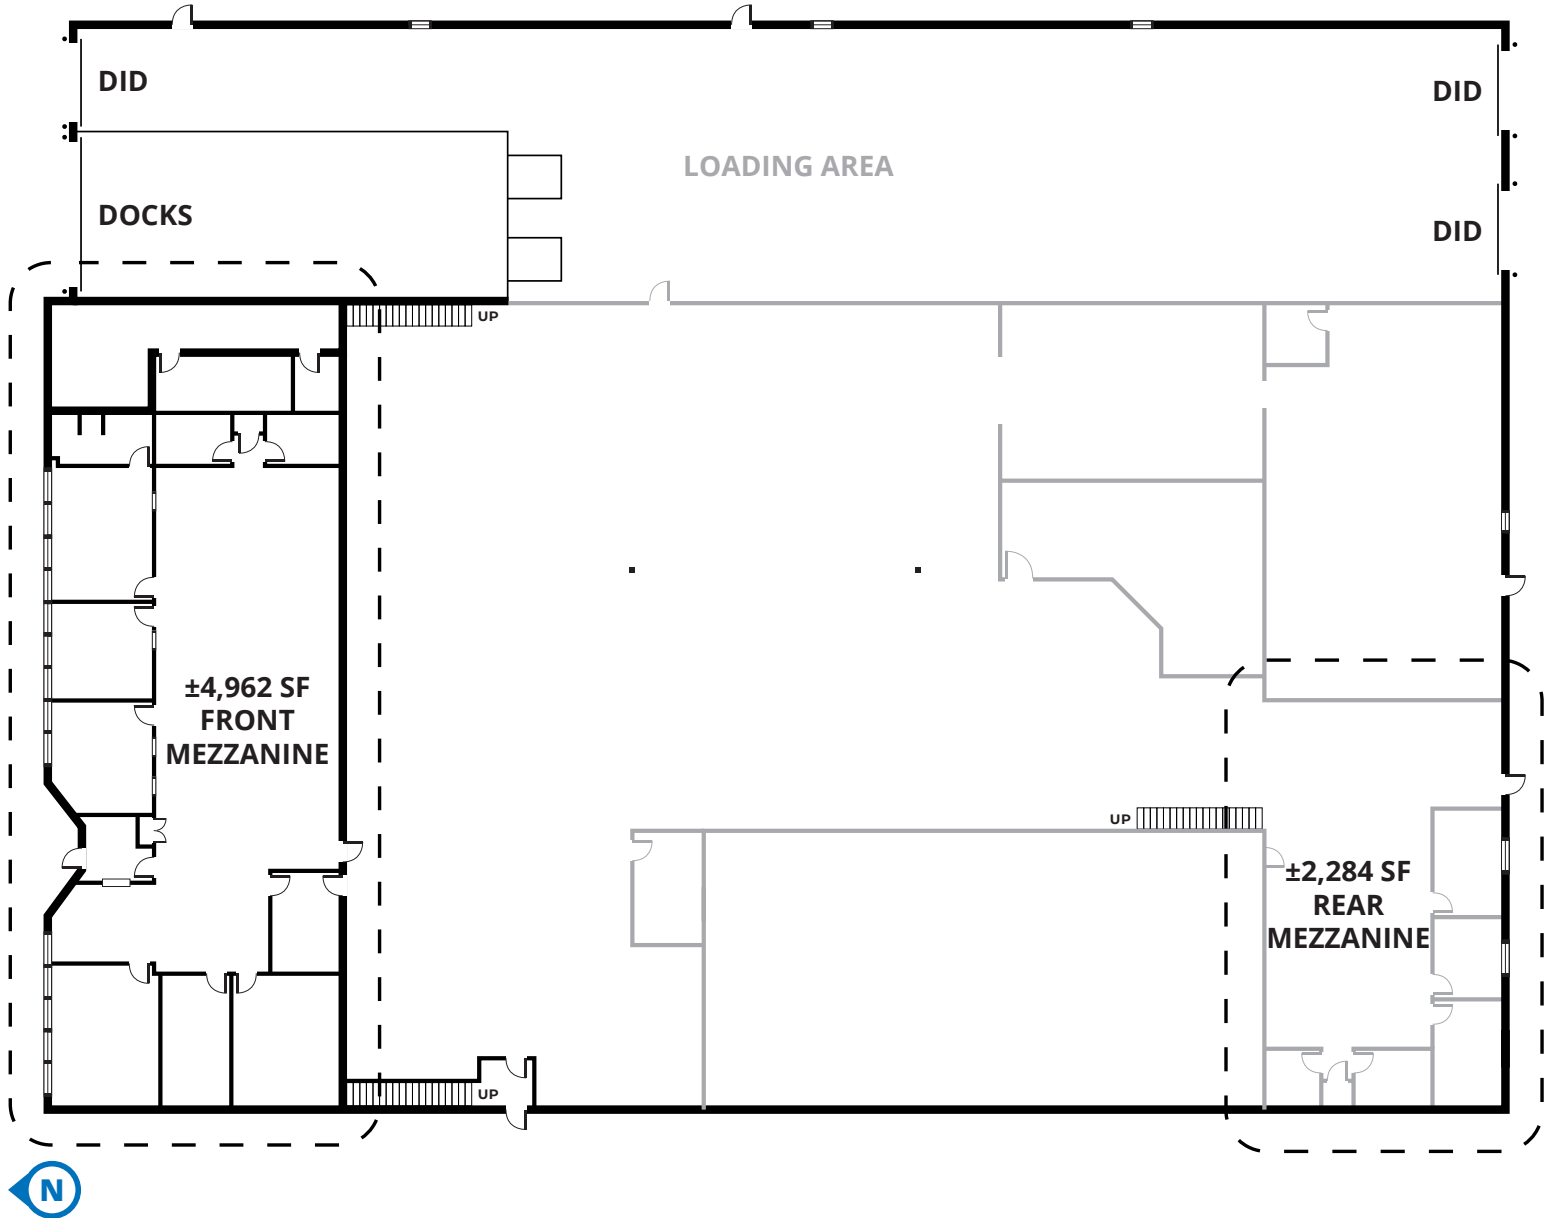 DID
DID
LOADING AREA
DOCKS
DID
UP
±4,962 SF
FRONT
MEZZANINE
UP
±2,284 SF
REAR
MEZZANINE
UP
N